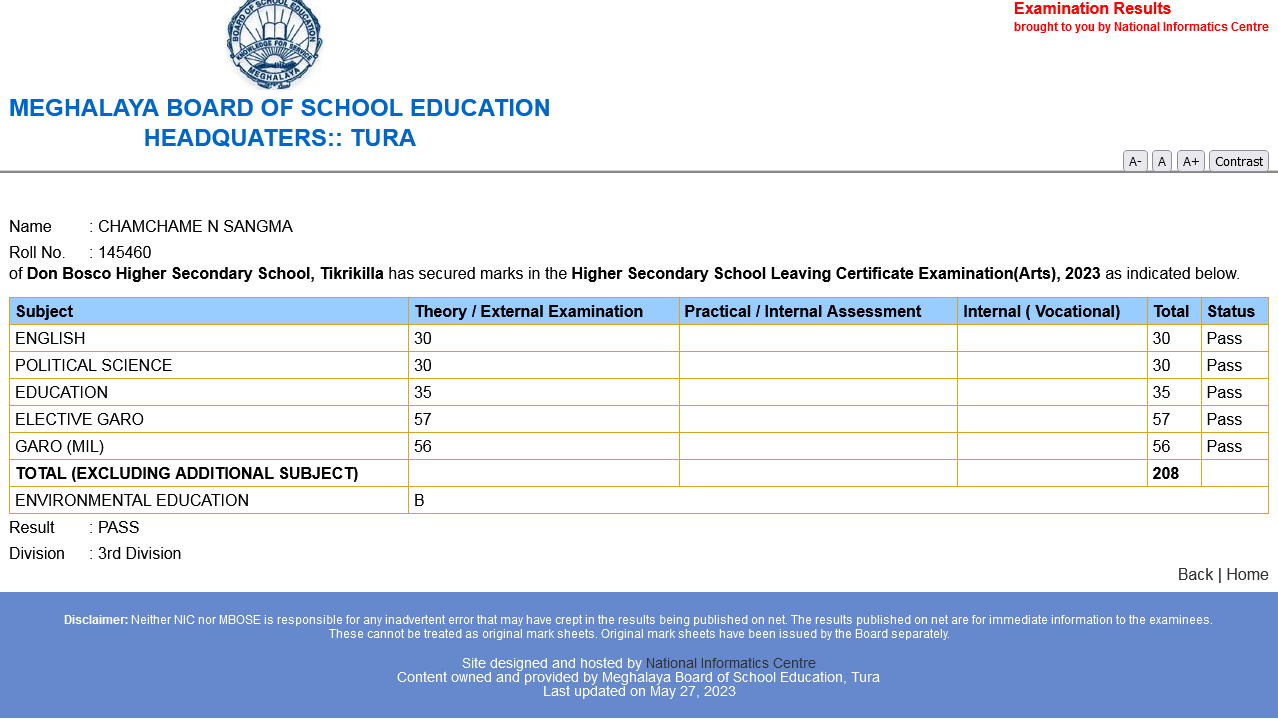 BOARD OF SCHOOL EDUCATION
KNOWLEDGE FOR SERVICE
MEGHALAYA
Examination Results
brought to you by National Informatics Centre
MEGHALAYA BOARD OF SCHOOL EDUCATION
HEADQUATERS:: TURA
A- A A+ Contrast
Name : CHAMCHAME N SANGMA
Roll No. : 145460
of Don Bosco Higher Secondary School, Tikrikilla has secured marks in the Higher Secondary School Leaving Certificate Examination(Arts), 2023 as indicated below.
Subject Theory / External Examination Practical / Internal Assessment Internal ( Vocational) Total Status
ENGLISH 30 30 Pass
POLITICAL SCIENCE 30 30 Pass
EDUCATION 35 35 Pass
ELECTIVE GARO 57 57 Pass
GARO (MIL) 56 56 Pass
TOTAL (EXCLUDING ADDITIONAL SUBJECT) 208
ENVIRONMENTAL EDUCATION B
Result : PASS
Division : 3rd Division
Back | Home
Disclaimer: Neither NIC nor MBOSE is responsible for any inadvertent error that may have crept in the results being published on net. The results published on net are for immediate information to the examinees.
These cannot be treated as original mark sheets. Original mark sheets have been issued by the Board separately.
Site designed and hosted by National Informatics Centre
Content owned and provided by Meghalaya Board of School Education, Tura
Last updated on May 27, 2023